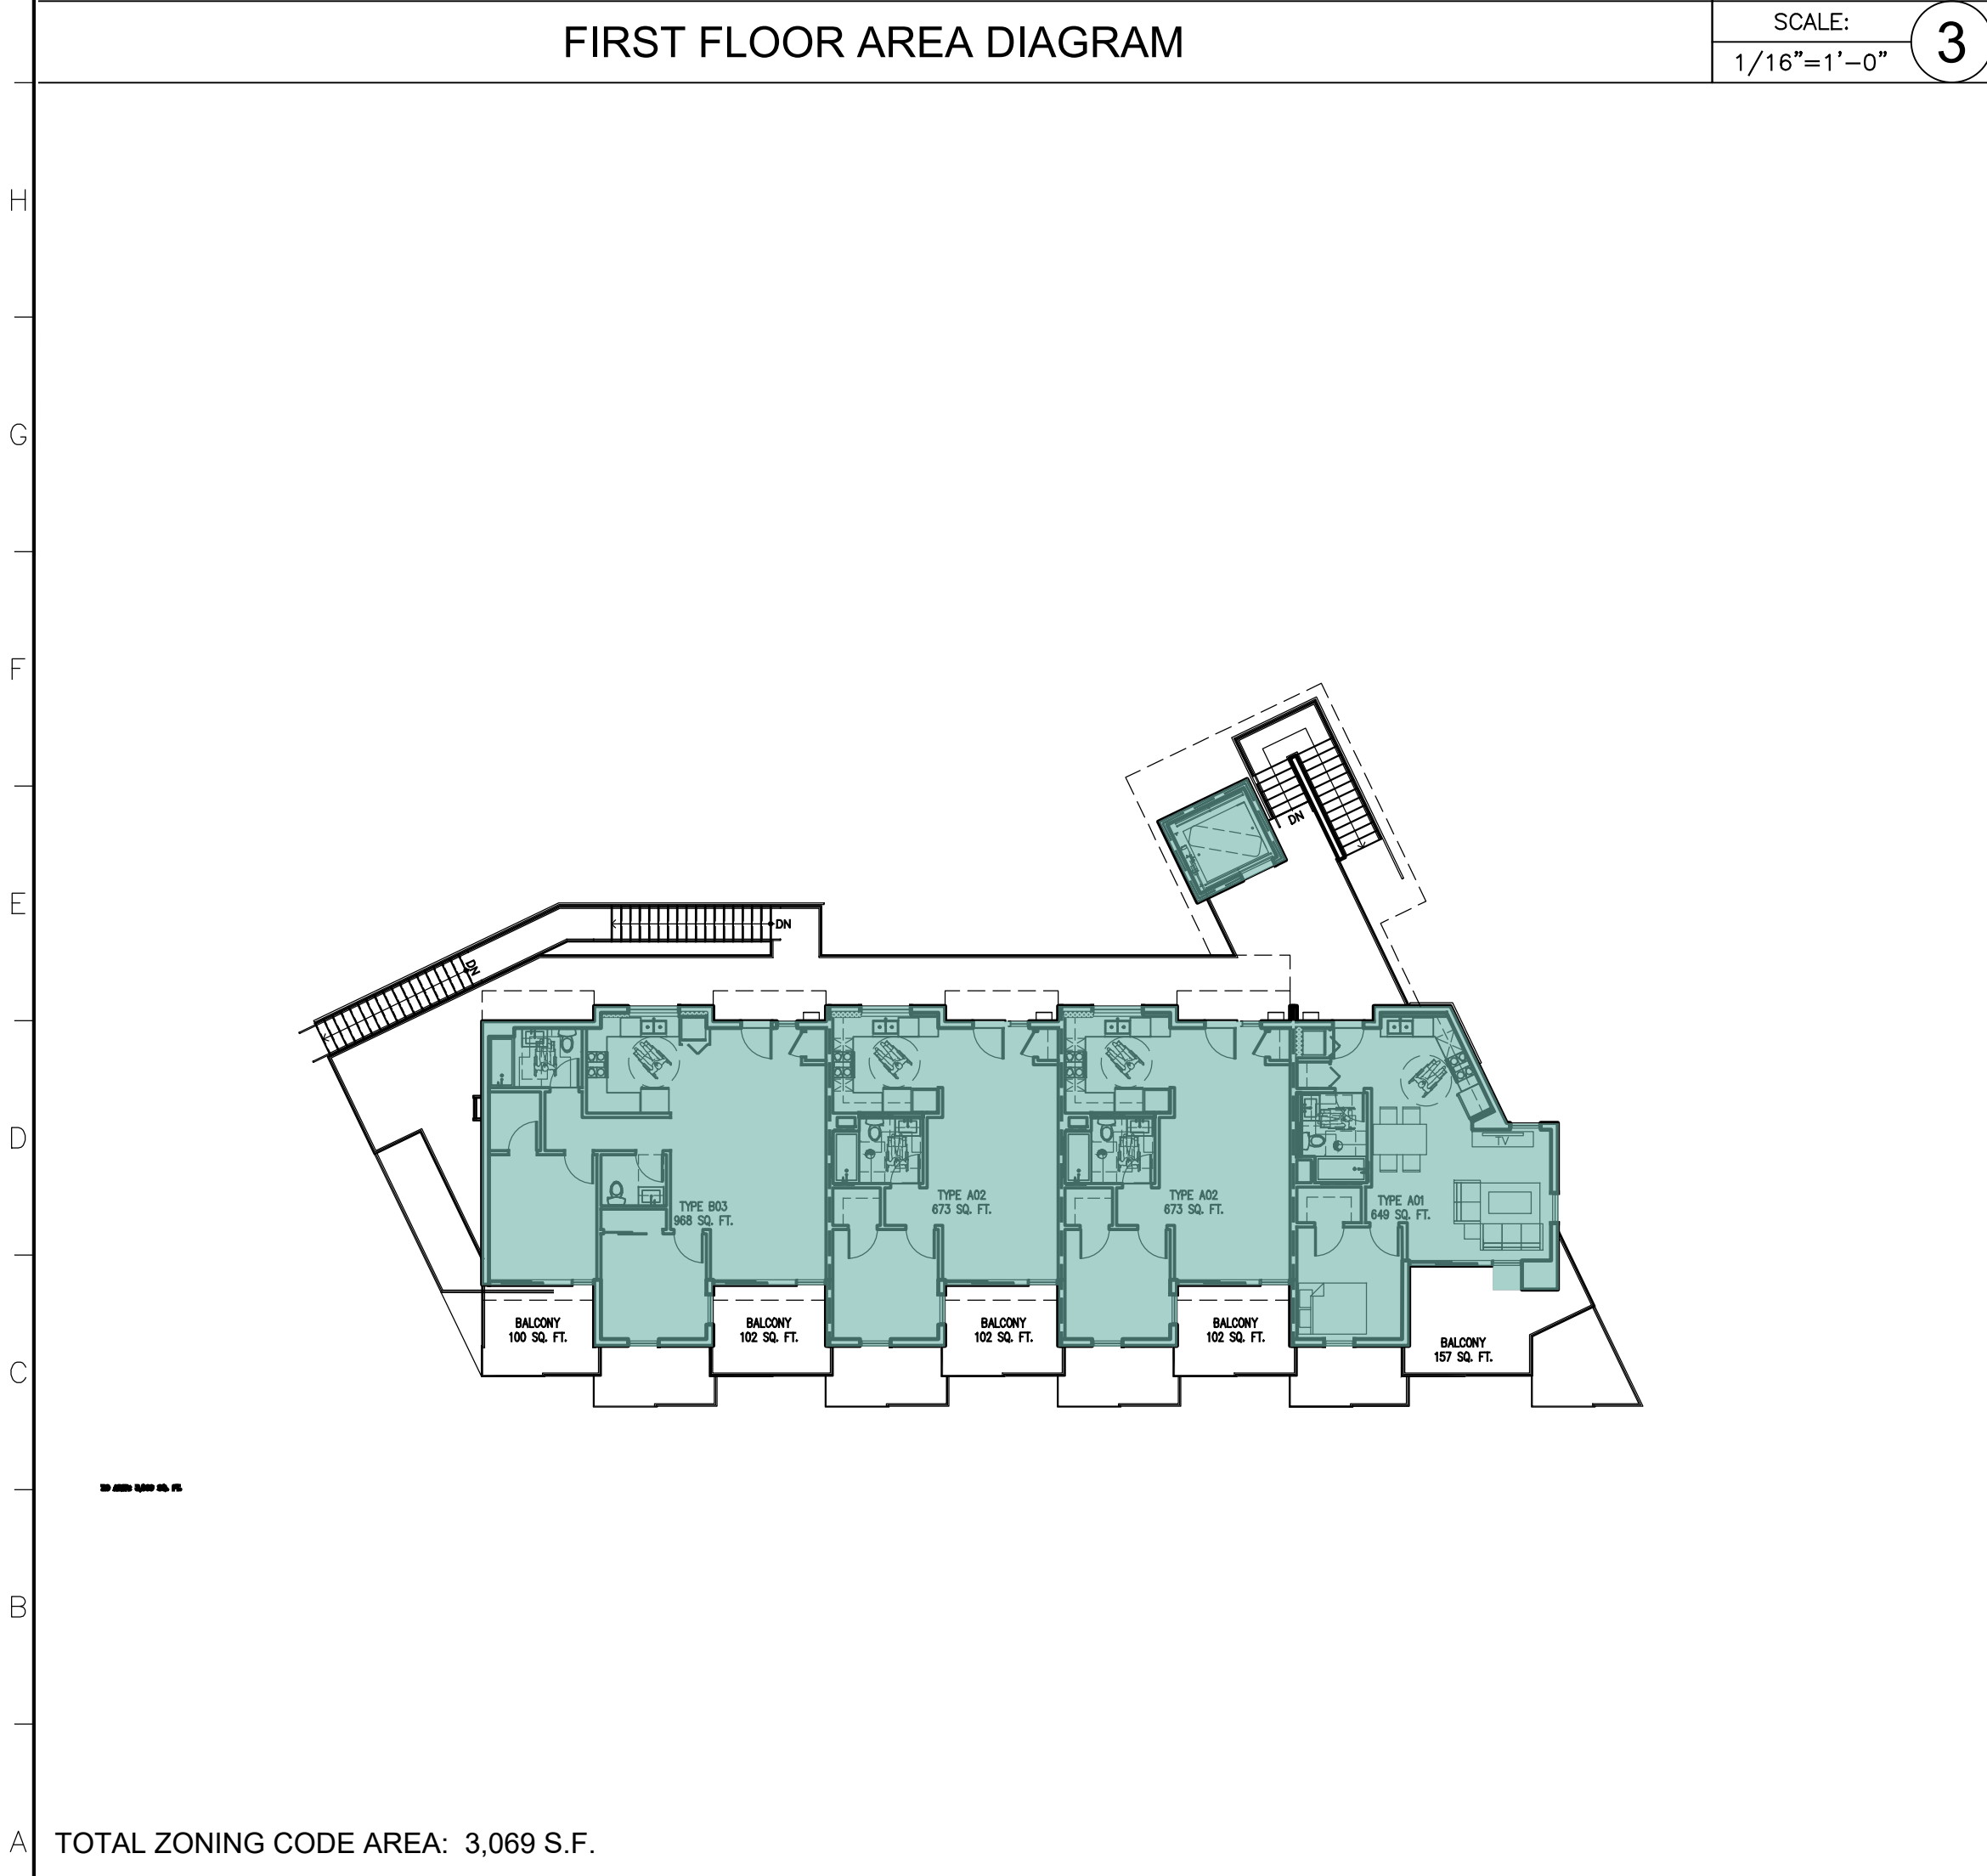 FIRST FLOOR AREA DIAGRAM
SCALE:
1/16"=1'-0"
3
H
G
F
E
D
C
B
A
DN
DN
DN
TYPE B03
968 SQ. FT.
TYPE A02
673 SQ. FT.
TYPE A02
673 SQ. FT.
TYPE A01
649 SQ. FT.
TV
BALCONY
100 SQ. FT.
BALCONY
102 SQ. FT.
BALCONY
102 SQ. FT.
BALCONY
102 SQ. FT.
BALCONY
157 SQ. FT.
SQ. FT.
TOTAL ZONING CODE AREA: 3,069 S.F.